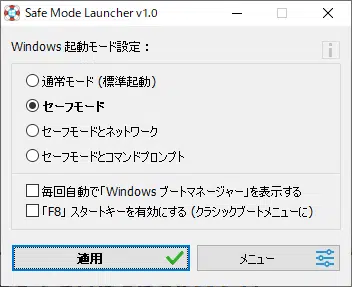 Safe Mode Launcher v1.0
Windows 起動モード設定：
通常モード (標準起動)
セーフモード
セーフモードとネットワーク
セーフモードとコマンドプロンプト
毎回自動で「Windows ブートマネージャー」を表示する
「F8」 スタートキーを有効にする (クラシックブートメニューに)
適用
メニュー